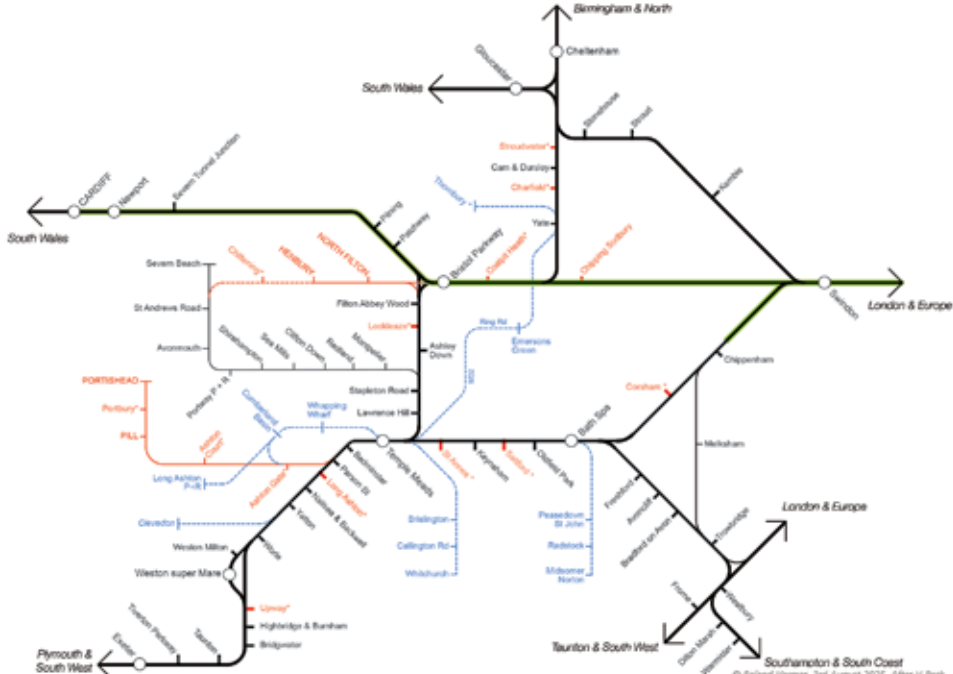 Birmingham & North
Gloucester
Cheltenham
South Wales
Stonehouse
Stroud
Stroudwater*
Cam & Dursley
Charfield*
Kemble
Thornbury *
Severn Tunnel Junction
CARDIFF
Newport
Pilning
Patchway
Yate
South Wales
Bristol Parkway
Coalpit Heath*
Chipping Sodbury
Severn Beach
Chittening*
HENBURY
NORTH FILTON
Swindon
London & Europe
St Andrews Road
Filton Abbey Wood
Lockleaze*
Ring Rd
Emersons
Green
Avonmouth
Shirehampton
Sea Mills
Clifton Down
Redland
Montpelier
Ashley
Down
Chippenham
PORTISHEAD
Portway P + R
Stapleton Road
Corsham *
Portbury*
Cumberland
Basin
Whapping
Wharf
Lawrence Hill
PILL
Ashton
Court*
Temple Meads
St Annes *
Keynsham
Saltford *
Oldfield Park
Bath Spa
Melksham
Long Ashton
P+R
Ashton Gate*
Bedminster
Parson St
Long Ashton*
Nailsea & Backwell
Yatton
Clevedon
Brislington
Callington Rd
Whitchurch
Peasedown
St John
Radstock
Midsomer
Norton
Freshford
Avoncliff
Bradford on Avon
Trowbridge
London & Europe
Weston Milton
Worle
Weston super Mare
Uphill*
Highbridge & Burnham
Bridgwater
Frome
Westbury
Dilton Marsh
Warminster
Taunton & South West
Southampton & South Coast
Plymouth &
South West
Exeter
Tiverton Parkway
Taunton